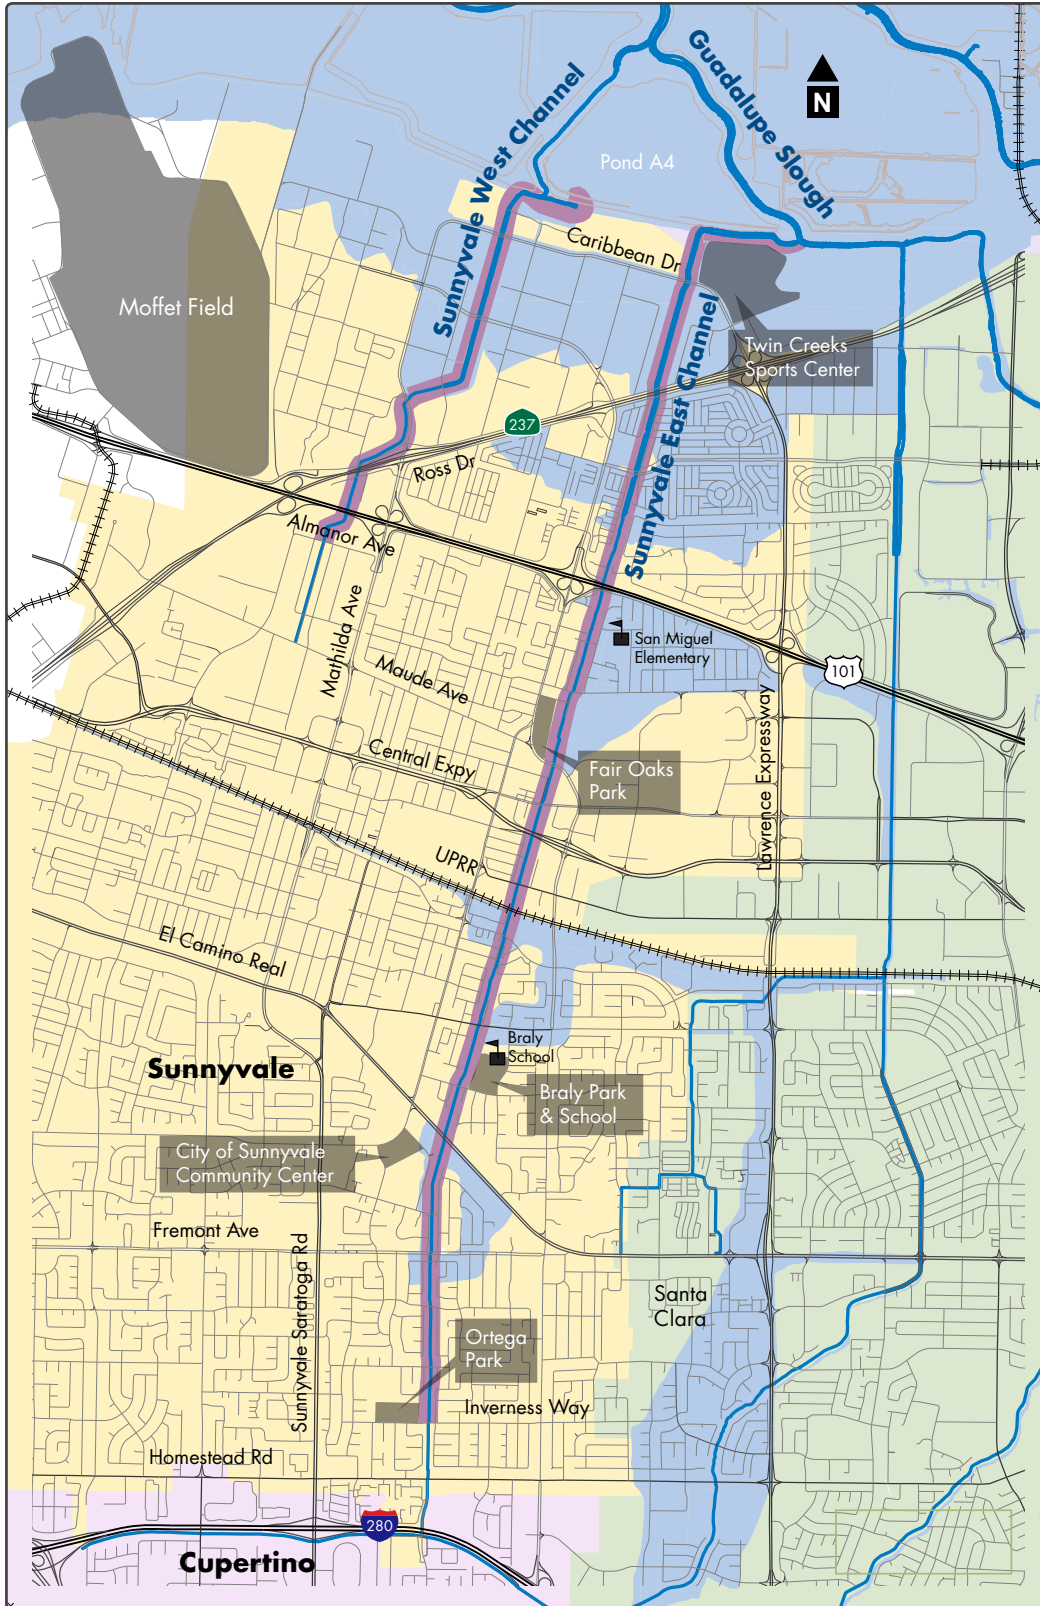 Sunnyvale West Channel
Guadalupe Slough
N
Pond A4
Caribbean Dr
Moffet Field
Sunnyvale East Channel
Twin Creeks
Sports Center
237
Ross Dr
Almanor Ave
Mathilda Ave
San Miguel
Elementary
Maude Ave
101
Central Expy
Fair Oaks
Park
Lawrence Expressway
UPRR
El Camino Real
Braly
School
Sunnyvale
Braly Park
& School
City of Sunnyvale
Community Center
Fremont Ave
Sunnyvale Saratoga Rd
Santa
Clara
Ortega
Park
Inverness Way
Homestead Rd
280
Cupertino